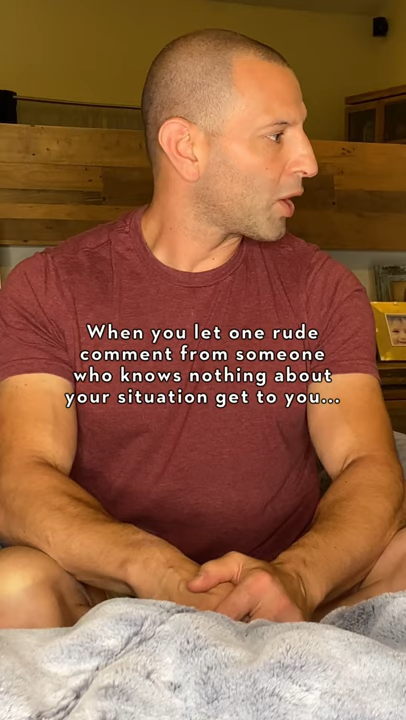 When you let one rude
comment from someone
who knows nothing about
your situation get to you...